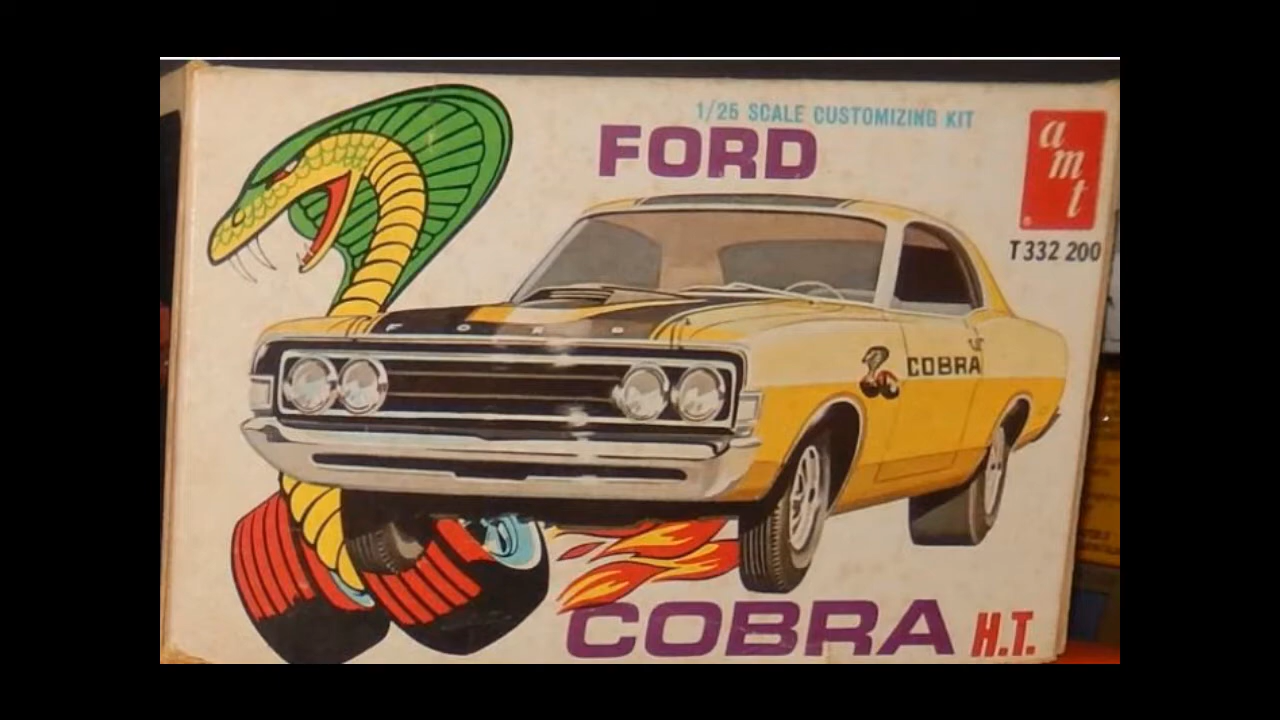 1/25 SCALE CUSTOMIZING KIT
FORD
amt
®
T332 200
FORD
COBRA
COBRA H.T.